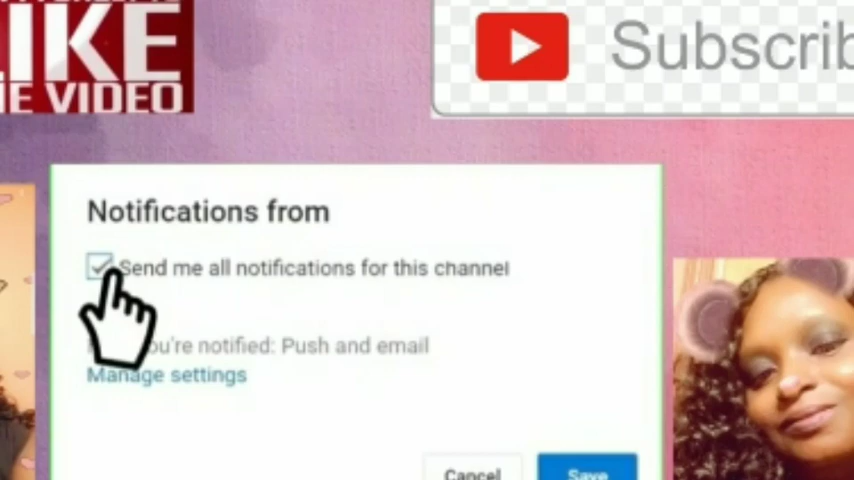 LIKE
VIDEO
Subscrib
Notifications from
Send me all notifications for this channel
ou're notified: Push and email
Manage settings
Cancel
Save